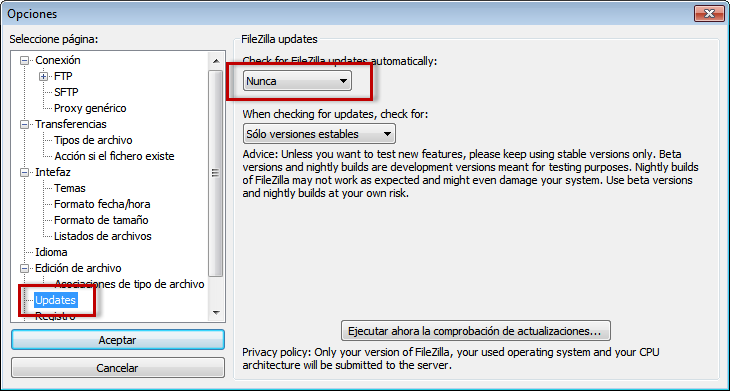 Opciones
Seleccione página:
Conexión
FTP
SFTP
Proxy genérico
Transferencias
Tipos de archivo
Acción si el fichero existe
Intefaz
Temas
Formato fecha/hora
Formato de tamaño
Listados de archivos
Idioma
Edición de archivo
Asociaciones de tipo de archivo
Updates
Registro
Aceptar
Cancelar
FileZilla updates
Check for FileZilla updates automatically:
Nunca
When checking for updates, check for:
Sólo versiones estables
Advice: Unless you want to test new features, please keep using stable versions only. Beta
versions and nightly builds are development versions meant for testing purposes. Nightly builds
of FileZilla may not work as expected and might even damage your system. Use beta versions
and nightly builds at your own risk.
Ejecutar ahora la comprobación de actualizaciones...
Privacy policy: Only your version of FileZilla, your used operating system and your CPU
architecture will be submitted to the server.